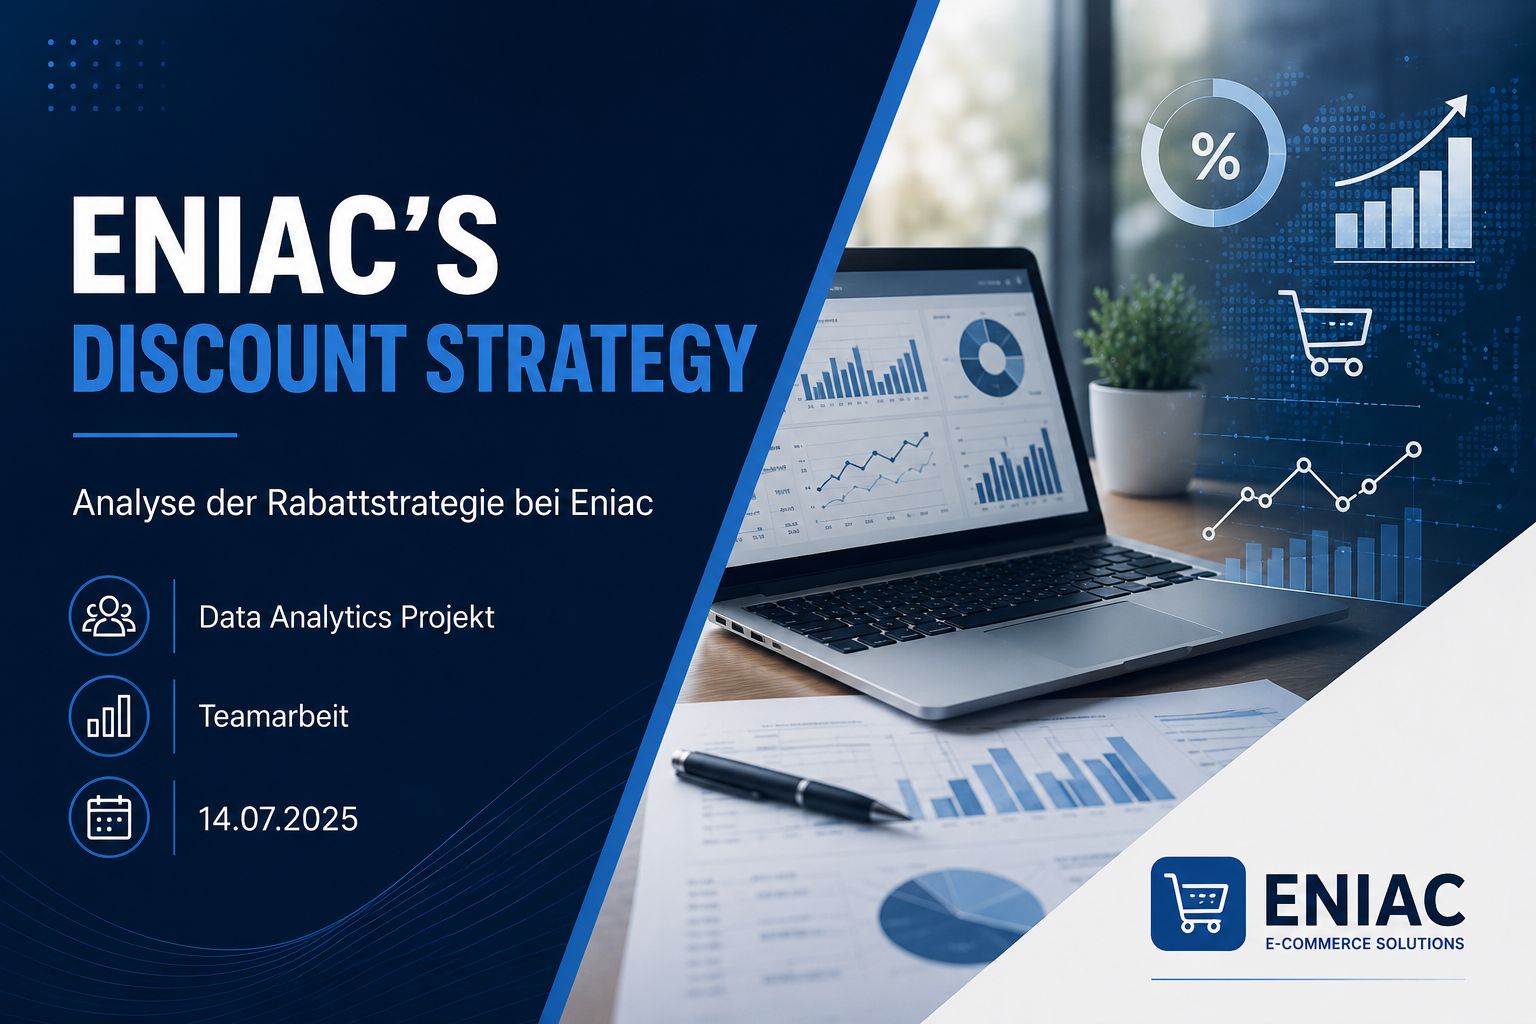 ENIAC’S
DISCOUNT STRATEGY
Analyse der Rabattstrategie bei Eniac
Data Analytics Projekt
Teamarbeit
14.07.2025
%
ENIAC
E-COMMERCE SOLUTIONS